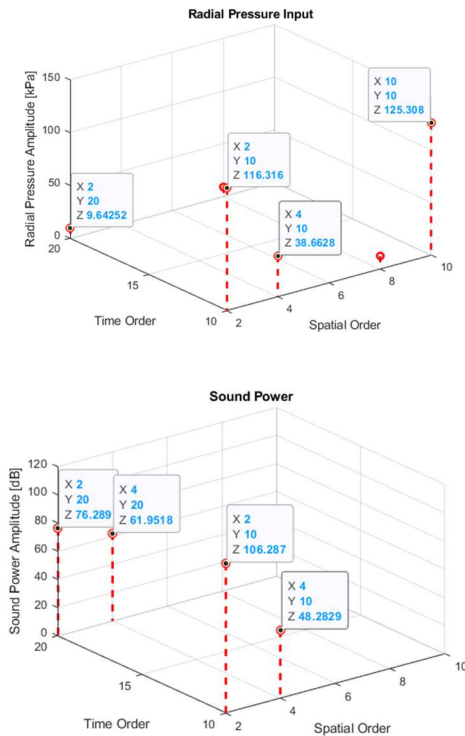 Radial Pressure Input
Radial Pressure Amplitude [kPa]
150
100
50
0
20
15
10
Time Order
2
4
6
8
10
Spatial Order
X 2
Y 20
Z 9.64252
X 2
Y 10
Z 116.316
X 4
Y 10
Z 38.6628
X 10
Y 10
Z 125.308
Sound Power
Sound Power Amplitude [dB]
120
100
80
60
40
20
0
20
15
10
Time Order
2
4
6
8
10
Spatial Order
X 2
Y 20
Z 76.289
X 4
Y 20
Z 61.9518
X 2
Y 10
Z 106.287
X 4
Y 10
Z 48.2829